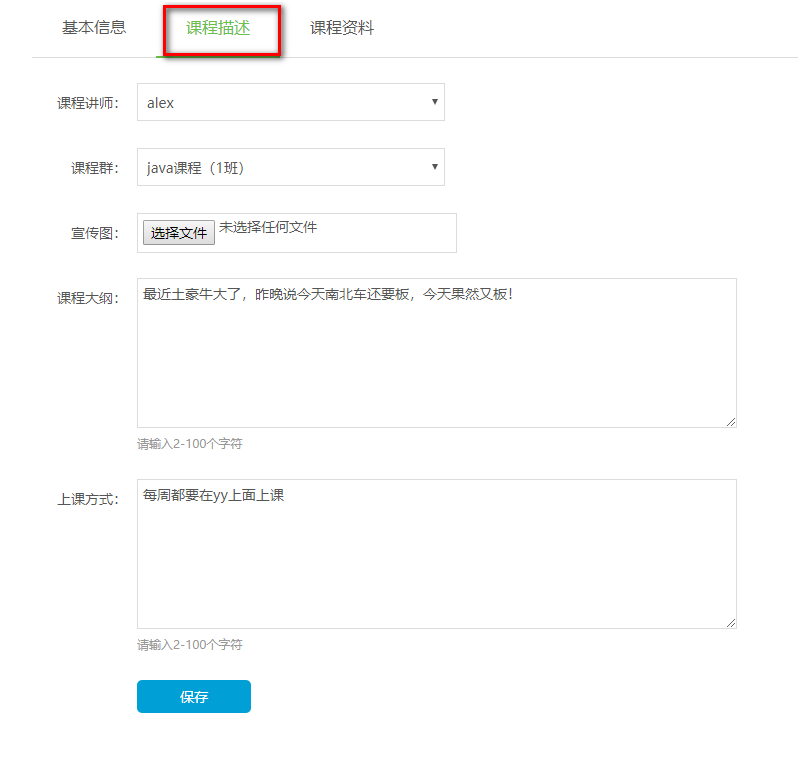 基本信息 课程描述 课程资料
课程讲师： alex
课程群： java课程（1班）
宣传图： 选择文件 未选择任何文件
课程大纲： 最近土豪牛大了，昨晚说今天南北车还要板，今天果然又板！
请输入2-100个字符
上课方式： 每周都要在yy上面上课
请输入2-100个字符
保存